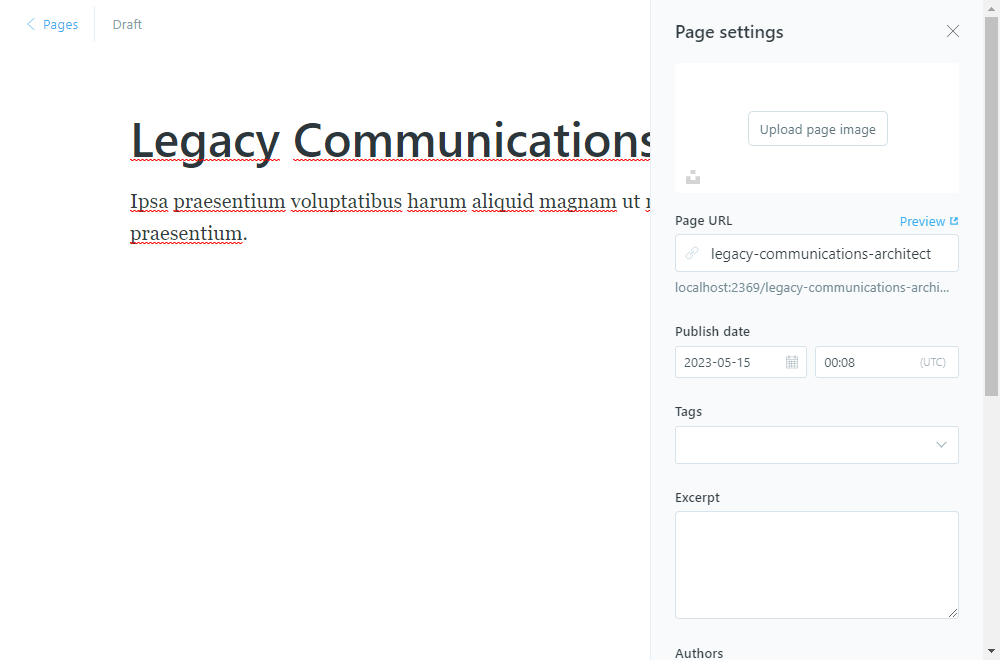 Pages
Draft
Legacy Communications
Ipsa praesentium voluptatibus harum aliquid magnam ut
praesentium.
Page settings
Upload page image
Page URL
Preview
legacy-communications-architect
localhost:2369/legacy-communications-archi...
Publish date
2023-05-15
00:08
(UTC)
Tags
Excerpt
Authors